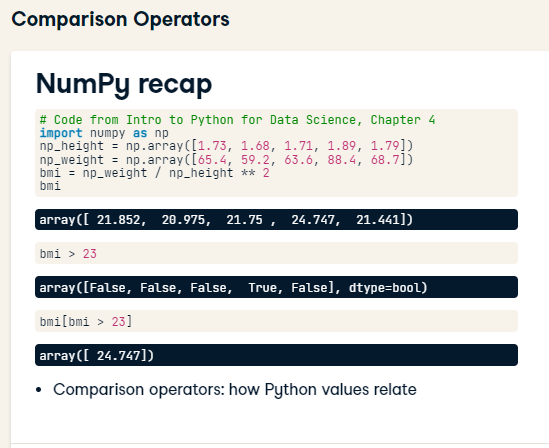 Comparison Operators
NumPy recap
# Code from Intro to Python for Data Science, Chapter 4
import numpy as np
np_height = np.array([1.73, 1.68, 1.71, 1.89, 1.79])
np_weight = np.array([65.4, 59.2, 63.6, 88.4, 68.7])
bmi = np_weight / np_height ** 2
bmi
array([ 21.852,  20.975,  21.75 ,  24.747,  21.441])
bmi > 23
array([False, False, False,  True, False], dtype=bool)
bmi[bmi > 23]
array([ 24.747])
• Comparison operators: how Python values relate